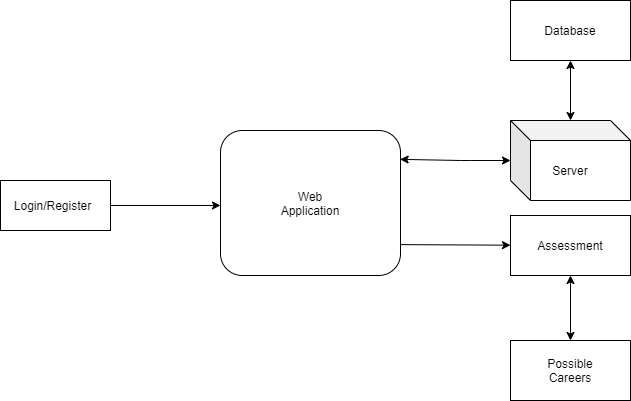 Database
Server
Web
Application
Login/Register
Assessment
Possible
Careers